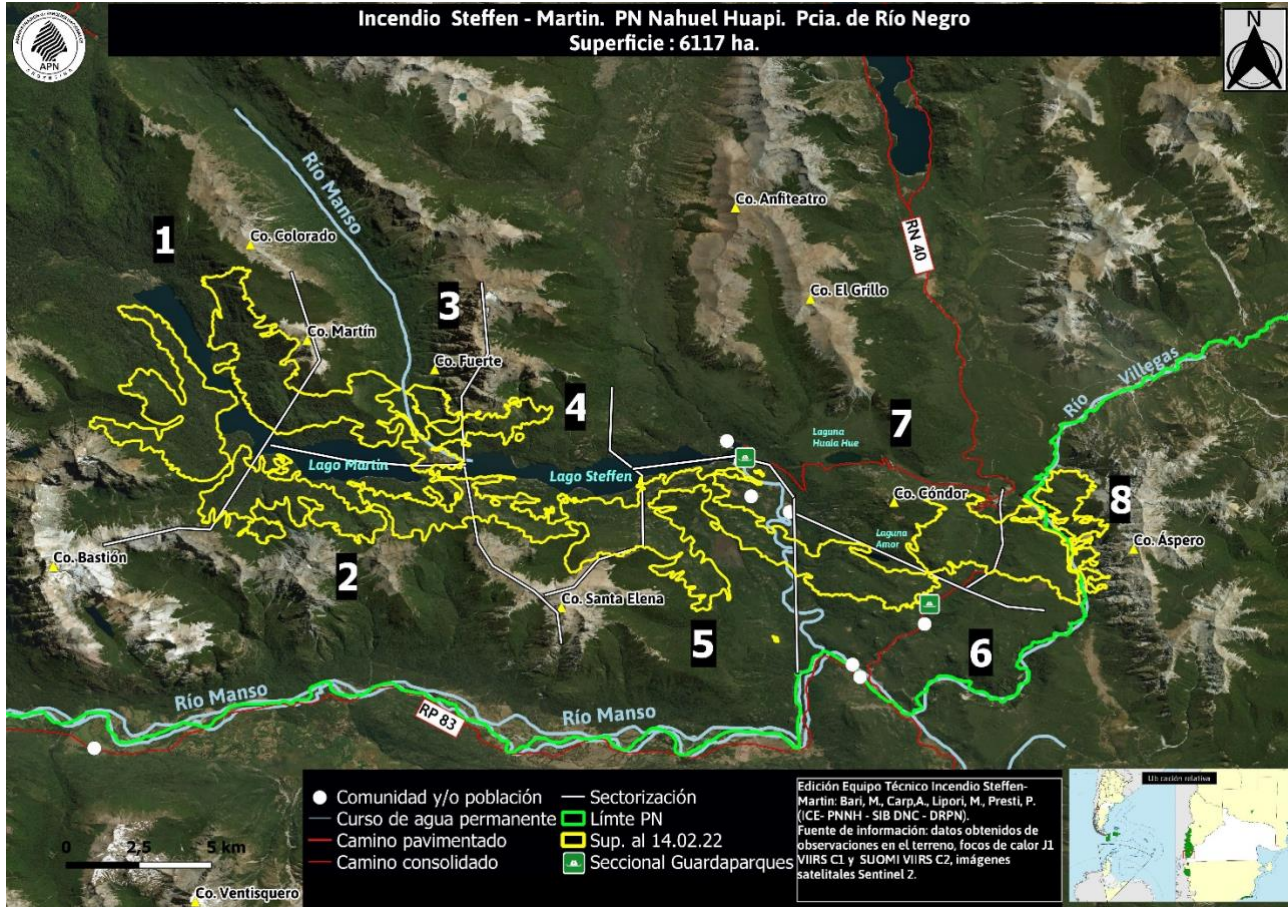 Incendio Steffen - Martin. PN Nahuel Huapi. Pcia. de Río Negro
Superficie : 6117 ha.
APN
ARGENTINA
N
Río Manso
1
Co. Colorado
Co. Anfiteatro
RN 40
3
Co. El Grillo
Co. Martín
Co. Fuerte
Río Villegas
4
7
Laguna
Huala Hue
Lago Martin
Lago Steffen
Co. Cóndor
8
Laguna
Amor
Co. Áspero
Co. Bastión
2
Co. Santa Elena
5
6
Río Manso
RP 83
Río Manso
Comunidad y/o población
Curso de agua permanente
Camino pavimentado
Camino consolidado
Sectorización
Límte PN
Sup. al 14.02.22
Seccional Guardaparques
Edición Equipo Técnico Incendio Steffen-
Martin: Bari, M., Carp,A., Lipori, M., Presti, P.
(ICE- PNNH - SIB DNC - DRPN).
Fuente de información: datos obtenidos de
observaciones en el terreno, focos de calor J1
VIIRS C1 y SUOMI VIIRS C2, imágenes
satelitales Sentinel 2.
Ubicación relativa
0 2,5 5 km
Co. Ventisquero